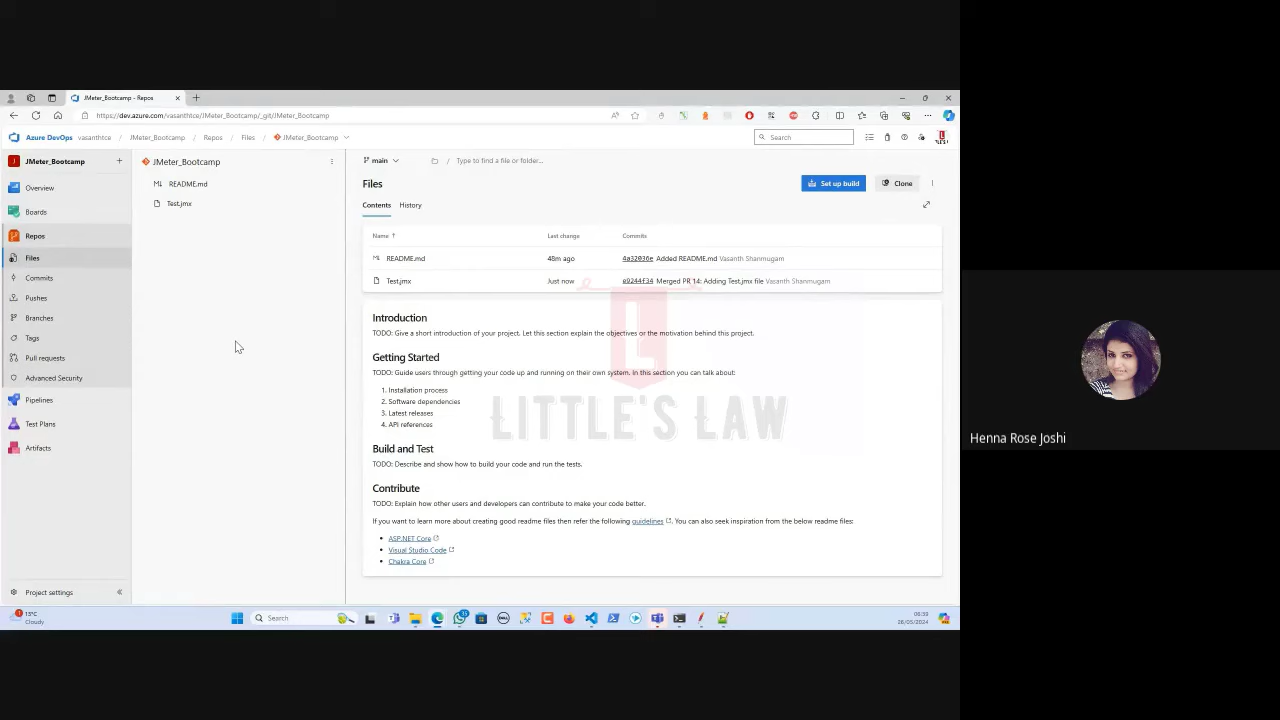 JMeter_Bootcamp - Repos
https://dev.azure.com/vasanthtce/JMeter_Bootcamp/_git/JMeter_Bootcamp
Azure DevOps vasanthtce / JMeter_Bootcamp / Repos / Files / JMeter_Bootcamp
Search
JMeter_Bootcamp
Overview
Boards
Repos
Files
Commits
Pushes
Branches
Tags
Pull requests
Advanced Security
Pipelines
Test Plans
Artifacts
Project settings
JMeter_Bootcamp
README.md
Test.jmx
main / Type to find a file or folder...
Files
Set up build
Clone
Contents History
Name Last change Commits
README.md 48m ago 4a32036e Added README.md Vasanth Shanmugam
Test.jmx Just now e9244f34 Merged PR 14: Adding Test.jmx file Vasanth Shanmugam
Introduction
TODO: Give a short introduction of your project. Let this section explain the objectives or the motivation behind this project.
Getting Started
TODO: Guide users through getting your code up and running on their own system. In this section you can talk about:
1. Installation process
2. Software dependencies
3. Latest releases
4. API references
LITTLE'S LAW
Build and Test
TODO: Describe and show how to build your code and run the tests.
Contribute
TODO: Explain how other users and developers can contribute to make your code better.
If you want to learn more about creating good readme files then refer the following guidelines. You can also seek inspiration from the below readme files:
• ASP.NET Core
• Visual Studio Code
• Chakra Core
13°C
Cloudy
Search
06:39
28/05/2024
Henna Rose Joshi